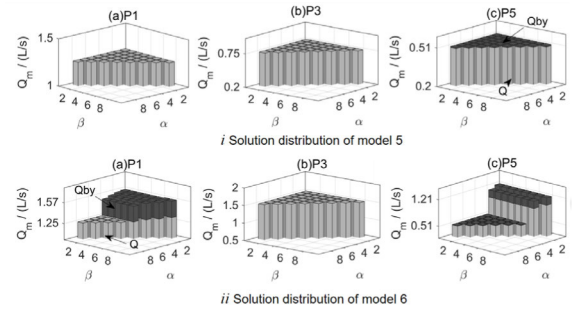 (a)P1
(b)P3
(c)P5
Qby
Q
1.5
1
Qm / (L/s)
2 4 6 8
β
8 6 4 2
α
0.75
0.2
Qm / (L/s)
2 4 6 8
β
8 6 4 2
α
0.51
0.2
Qm / (L/s)
2 4 6 8
β
8 6 4 2
α
i Solution distribution of model 5
(a)P1
(b)P3
(c)P5
Qby
Q
1.57
1.25
Qm / (L/s)
2 4 6 8
β
8 6 4 2
α
2
1.5
1
0.5
Qm / (L/s)
2 4 6 8
β
8 6 4 2
α
1.21
0.51
Qm / (L/s)
2 4 6 8
β
8 6 4 2
α
ii Solution distribution of model 6